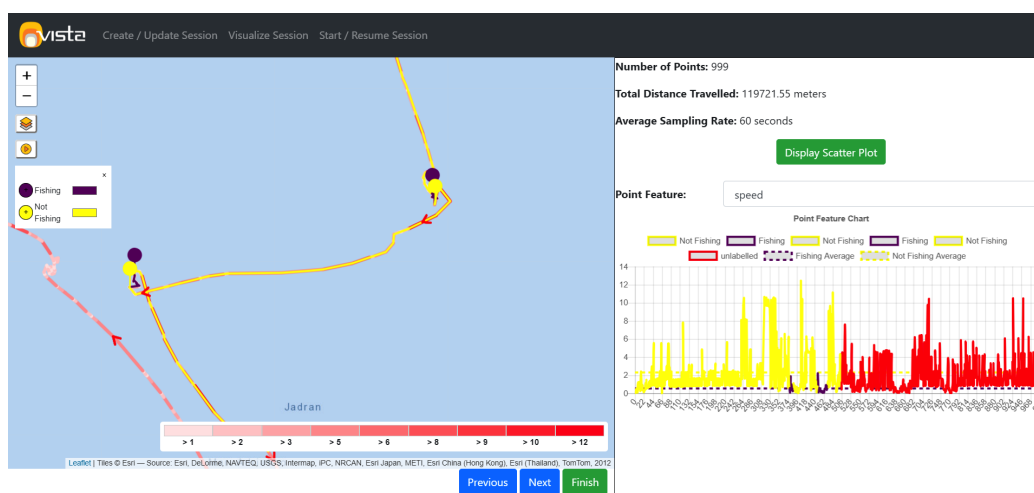 vista Create / Update Session Visualize Session Start / Resume Session
+
−
x
Fishing
Not
Fishing
Jadran
> 1 > 2 > 3 > 5 > 6 > 8 > 9 > 10 > 12
Leaflet | Tiles © Esri — Source: Esri, DeLorme, NAVTEQ, USGS, Intermap, iPC, NRCAN, Esri Japan, METI, Esri China (Hong Kong), Esri (Thailand), TomTom, 2012
Previous Next Finish
Number of Points: 999
Total Distance Travelled: 119721.55 meters
Average Sampling Rate: 60 seconds
Display Scatter Plot
Point Feature: speed
Point Feature Chart
Not Fishing Fishing Not Fishing Fishing Not Fishing
unlabelled Fishing Average Not Fishing Average
14
12
10
8
6
4
2
0